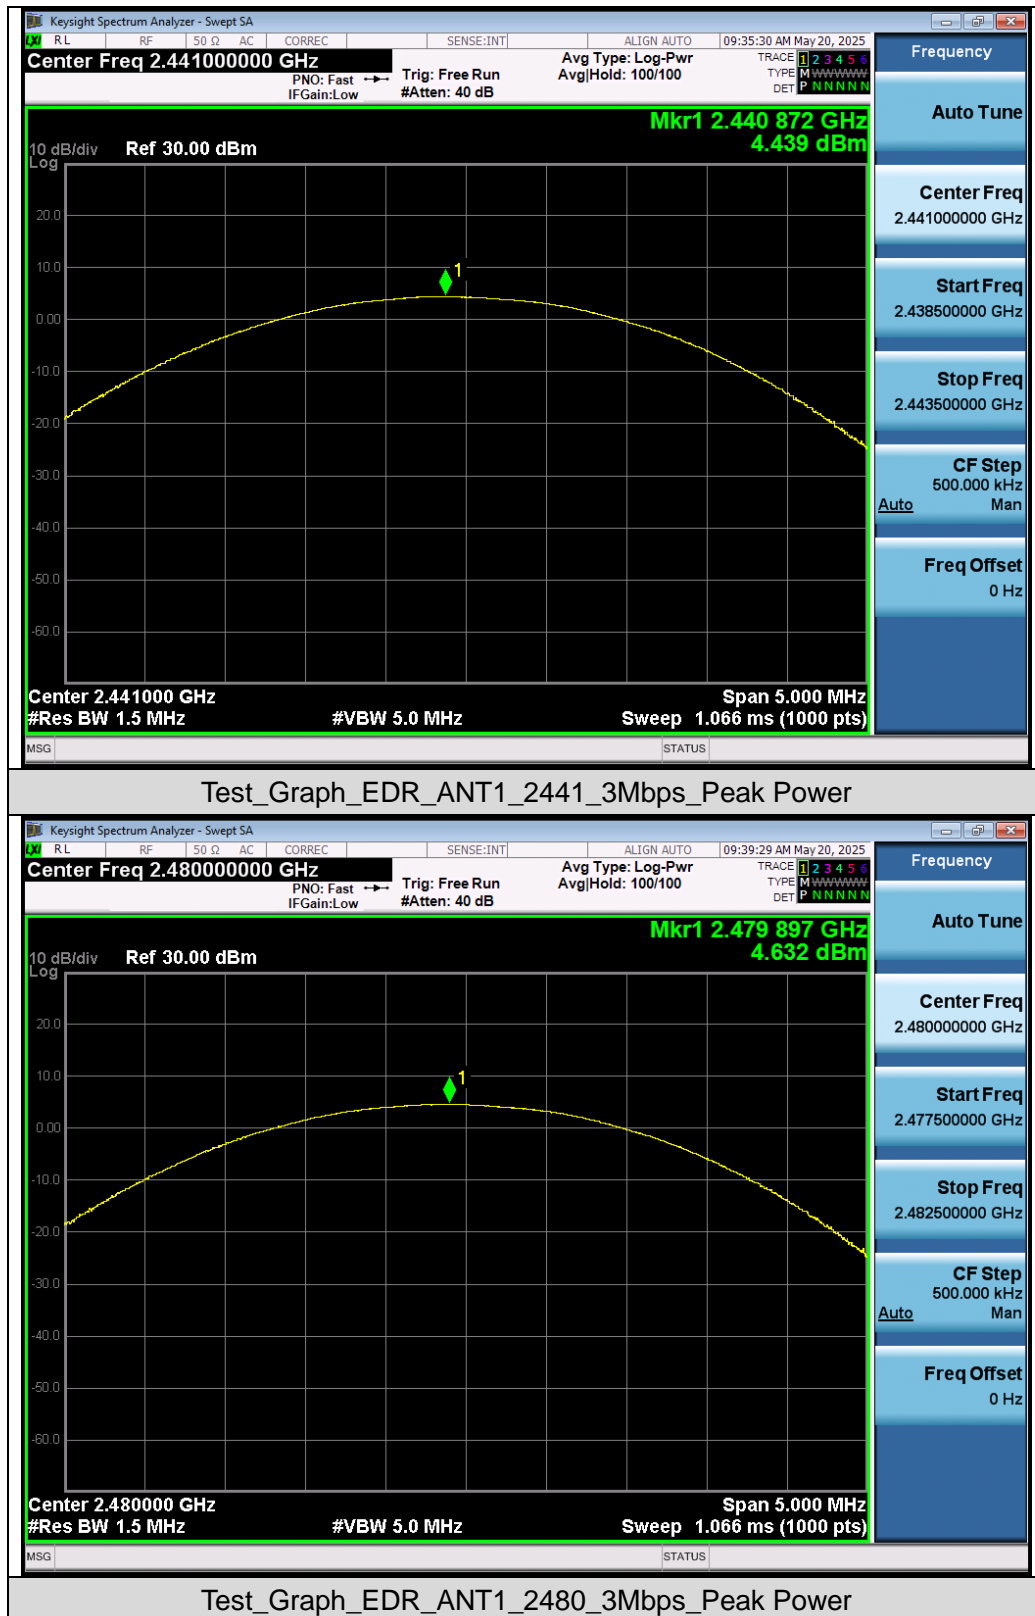 Keysight Spectrum Analyzer - Swept SA
LXI RL RF 50 Ω AC CORREC SENSE:INT ALIGN AUTO 09:35:30 AM May 20, 2025
Center Freq 2.441000000 GHz
PNO: Fast
IFGain:Low
Trig: Free Run
#Atten: 40 dB
Avg Type: Log-Pwr
Avg|Hold: 100/100
TRACE 1 2 3 4 5 6
TYPE M WWWWW
DET P N N N N N
Mkr1 2.440 872 GHz
4.439 dBm
10 dB/div Ref 30.00 dBm
Log
20.0
10.0
1
0.00
-10.0
-20.0
-30.0
-40.0
-50.0
-60.0
Center 2.441000 GHz Span 5.000 MHz
#Res BW 1.5 MHz #VBW 5.0 MHz Sweep 1.066 ms (1000 pts)
MSG STATUS
Frequency
Auto Tune
Center Freq
2.441000000 GHz
Start Freq
2.438500000 GHz
Stop Freq
2.443500000 GHz
CF Step
500.000 kHz
Auto Man
Freq Offset
0 Hz
Test_Graph_EDR_ANT1_2441_3Mbps_Peak Power
Keysight Spectrum Analyzer - Swept SA
LXI RL RF 50 Ω AC CORREC SENSE:INT ALIGN AUTO 09:39:29 AM May 20, 2025
Center Freq 2.480000000 GHz
PNO: Fast
IFGain:Low
Trig: Free Run
#Atten: 40 dB
Avg Type: Log-Pwr
Avg|Hold: 100/100
TRACE 1 2 3 4 5 6
TYPE M WWWWW
DET P N N N N N
Mkr1 2.479 897 GHz
4.632 dBm
10 dB/div Ref 30.00 dBm
Log
20.0
10.0
1
0.00
-10.0
-20.0
-30.0
-40.0
-50.0
-60.0
Center 2.480000 GHz Span 5.000 MHz
#Res BW 1.5 MHz #VBW 5.0 MHz Sweep 1.066 ms (1000 pts)
MSG STATUS
Frequency
Auto Tune
Center Freq
2.480000000 GHz
Start Freq
2.477500000 GHz
Stop Freq
2.482500000 GHz
CF Step
500.000 kHz
Auto Man
Freq Offset
0 Hz
Test_Graph_EDR_ANT1_2480_3Mbps_Peak Power